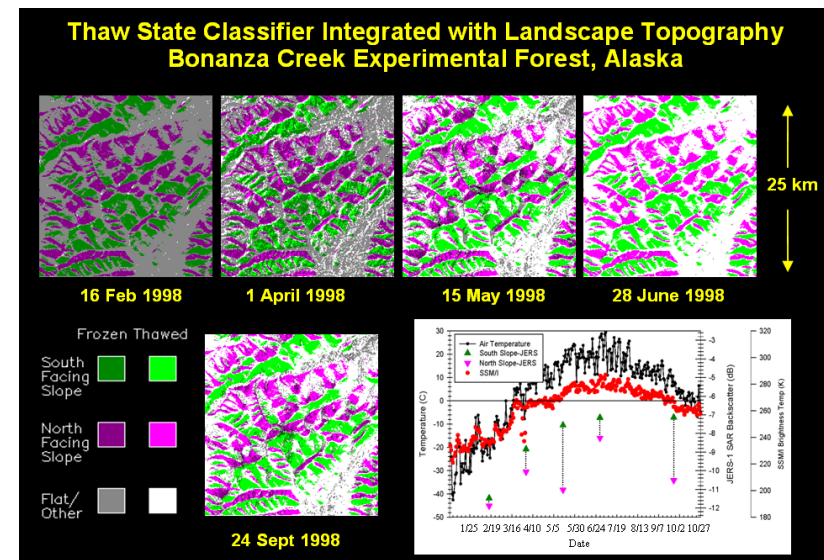 Thaw State Classifier Integrated with Landscape Topography
Bonanza Creek Experimental Forest, Alaska
25 km
16 Feb 1998
1 April 1998
15 May 1998
28 June 1998
Frozen Thawed
South
Facing
Slope
North
Facing
Slope
Flat/
Other
24 Sept 1998
Air Temperature
South Slope-JERS
North Slope-JERS
SSM/I
Temperature (C)
30
20
10
0
-10
-20
-30
-40
-50
1/25 2/19 3/16 4/10 5/5 5/30 6/24 7/19 8/13 9/7 10/2 10/27
Date
-3
-4
-5
-6
-7
-8
-9
-10
-11
-12
JERS-1 SAR Backscatter (dB)
320
300
280
260
240
220
200
180
SSM/I Brightness Temp (K)